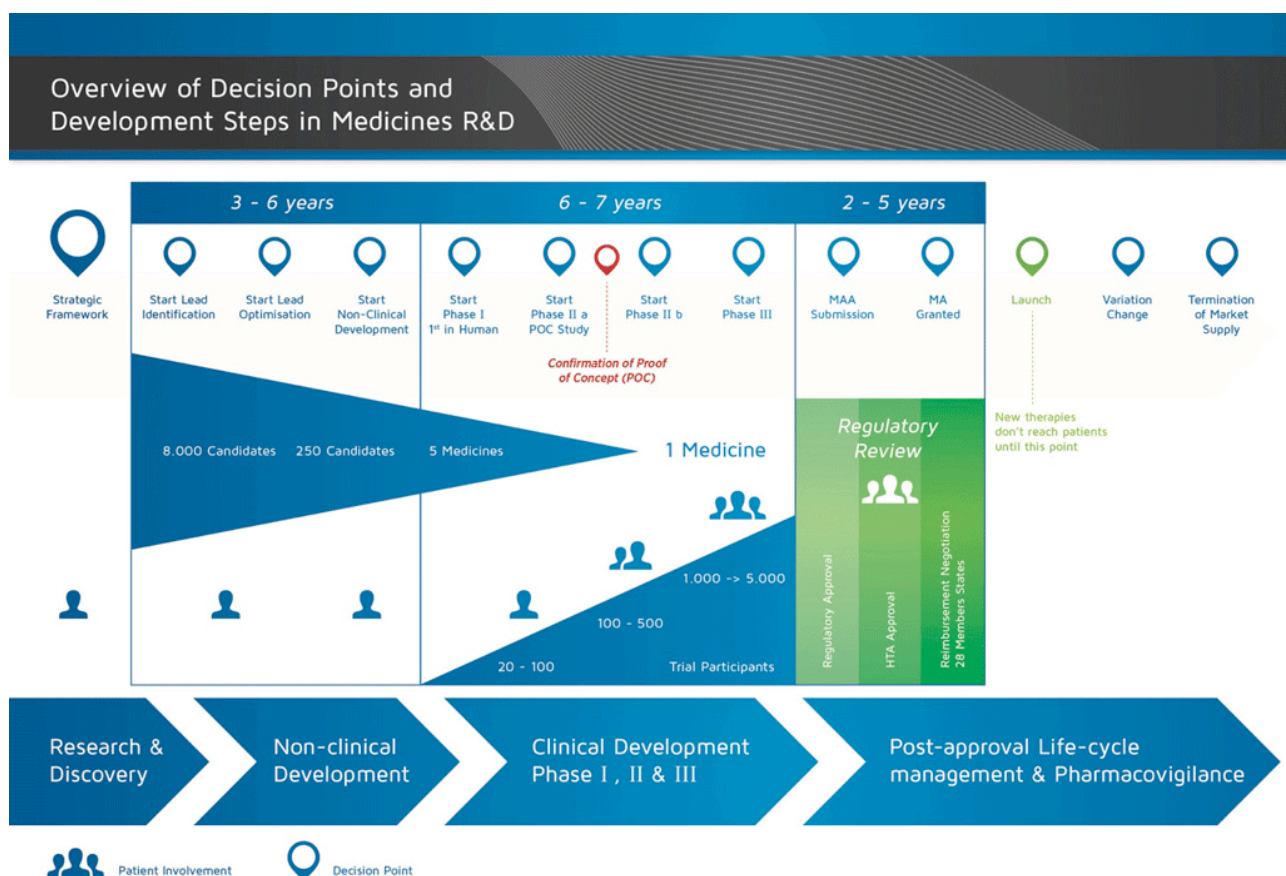 Overview of Decision Points and
Development Steps in Medicines R&D
3 - 6 years
6 - 7 years
2 - 5 years
Strategic
Framework
Start Lead
Identification
Start Lead
Optimisation
Start
Non-Clinical
Development
Start
Phase I
1st in Human
Start
Phase II a
POC Study
Start
Phase II b
Start
Phase III
MAA
Submission
MA
Granted
Launch
Variation
Change
Termination
of Market
Supply
Confirmation of Proof
of Concept (POC)
New therapies
don't reach patients
until this point
8.000 Candidates
250 Candidates
5 Medicines
1 Medicine
Regulatory
Review
1.000 -> 5.000
100 - 500
20 - 100
Trial Participants
Regulatory Approval
HTA Approval
Reimbursement Negotiation
28 Members States
Research &
Discovery
Non-clinical
Development
Clinical Development
Phase I , II & III
Post-approval Life-cycle
management & Pharmacovigilance
Patient Involvement
Decision Point